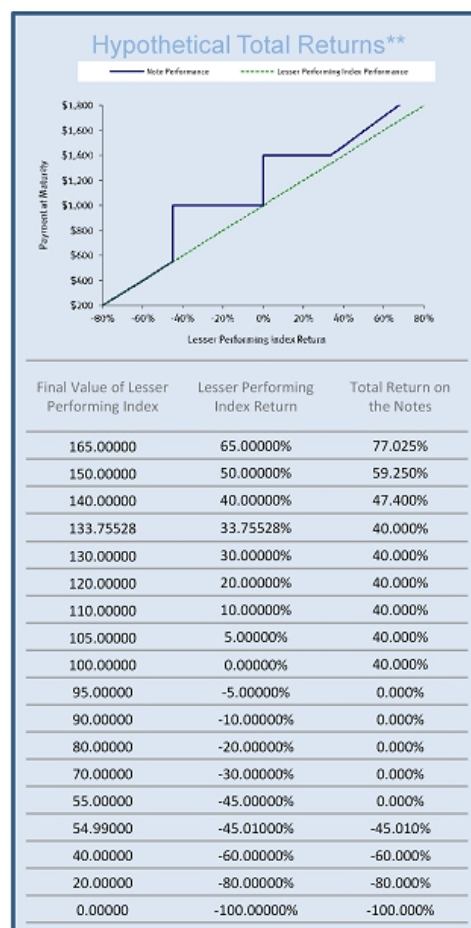 Hypothetical Total Returns**
Note Performance Lesser Performing Index Performance
$1,800
$1,600
$1,400
$1,200
$1,000
$800
$600
$400
$200
Payment at Maturity
-80% -60% -40% -20% 0% 20% 40% 60% 80%
Lesser Performing Index Return
Final Value of Lesser Performing Index Lesser Performing Index Return Total Return on the Notes
165.00000 65.00000% 77.025%
150.00000 50.00000% 59.250%
140.00000 40.00000% 47.400%
133.75528 33.75528% 40.000%
130.00000 30.00000% 40.000%
120.00000 20.00000% 40.000%
110.00000 10.00000% 40.000%
105.00000 5.00000% 40.000%
100.00000 0.00000% 40.000%
95.00000 -5.00000% 0.000%
90.00000 -10.00000% 0.000%
80.00000 -20.00000% 0.000%
70.00000 -30.00000% 0.000%
55.00000 -45.00000% 0.000%
54.99000 -45.01000% -45.010%
40.00000 -60.00000% -60.000%
20.00000 -80.00000% -80.000%
0.00000 -100.00000% -100.000%